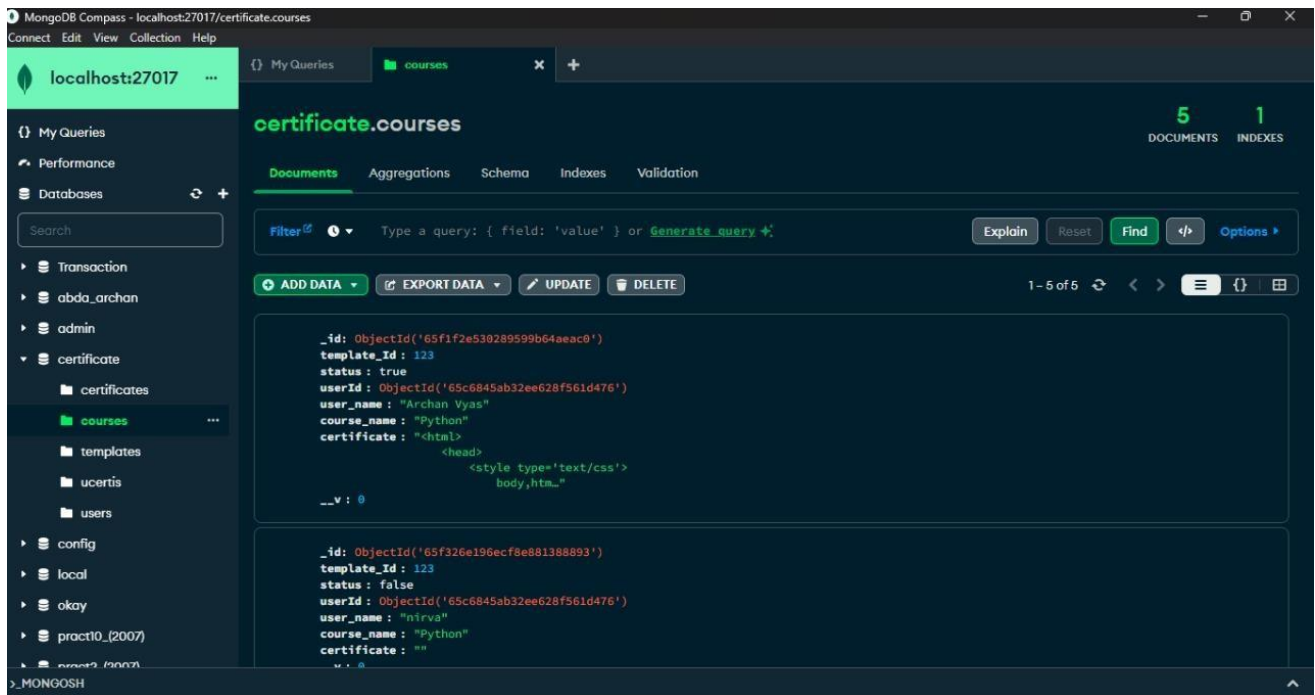 MongoDB Compass - localhost:27017/certificate.courses
Connect Edit View Collection Help
localhost:27017 ...
{} My Queries
Performance
Databases
Search
Transaction
abda_archan
admin
certificate
certificates
courses ...
templates
ucertis
users
config
local
okay
pract10_(2007)
pract2_(2007)
{} My Queries
courses
certificate.courses
5
DOCUMENTS
1
INDEXES
Documents Aggregations Schema Indexes Validation
Filter Type a query: { field: 'value' } or Generate query Explain Reset Find </> Options
ADD DATA EXPORT DATA UPDATE DELETE 1 – 5 of 5 {}
_id: ObjectId('65f1f2e530289599b64aeac0')
template_Id : 123
status : true
userId : ObjectId('65c6845ab32ee628f561d476')
user_name : "Archan Vyas"
course_name : "Python"
certificate : "<html>
<head>
<style type='text/css'>
body,htm…"
__v : 0
_id: ObjectId('65f326e196ecf8e881388893')
template_Id : 123
status : false
userId : ObjectId('65c6845ab32ee628f561d476')
user_name : "nirva"
course_name : "Python"
certificate : ""
__v : 0
>_MONGOSH